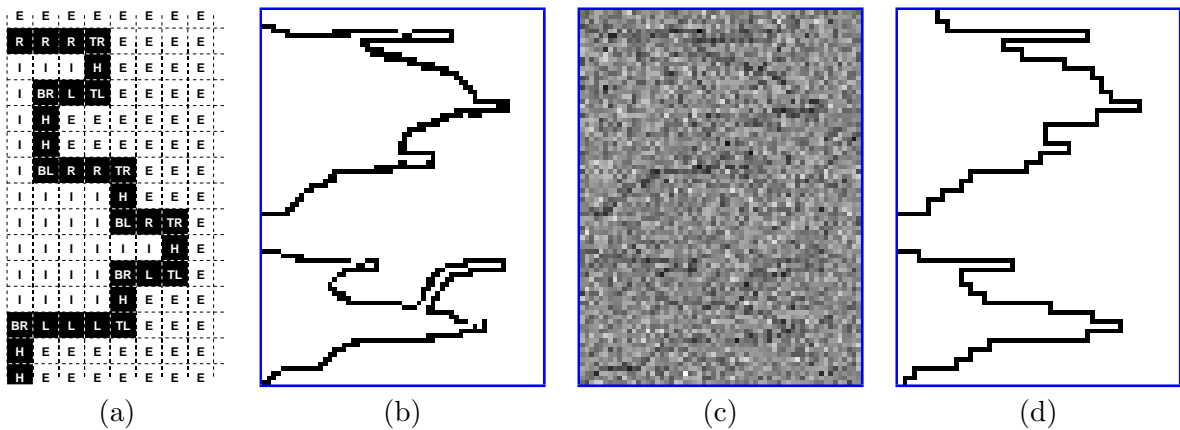 E E E E E E E E
R R R TR E E E E
I I I H E E E E
I BR L TL E E E E
I H E E E E E E
I H E E E E E E
I BL R R TR E E E
I I I I H E E E
I I I I BL R TR E
I I I I I I H E
I I I I BR L TL E
I I I I H E E E
BR L L L TL E E E
H E E E E E E E
H E E E E E E E
(a) (b) (c) (d)